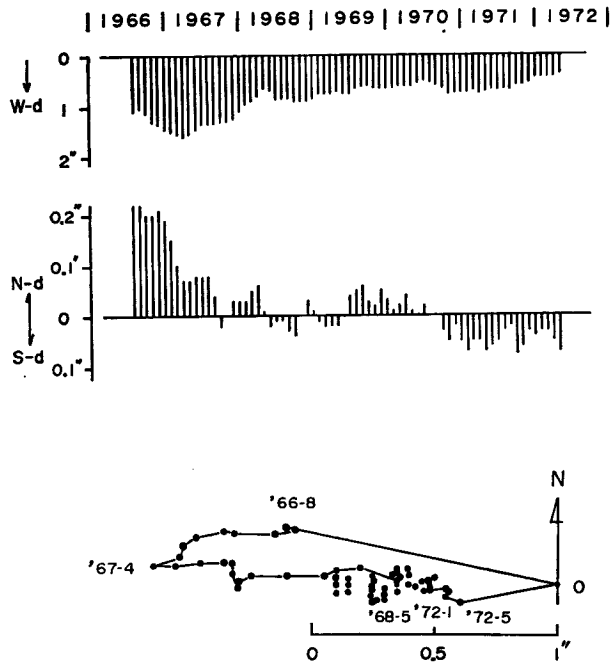 | 1966 | 1967 | 1968 | 1969 | 1970 | 1971 | 1972 |
0
W-d
1
2"
0.2"
0.1"
N-d
0
S-d
0.1"
N
'66-8
'67-4
O
'68-5 '72-1 '72-5
0 0.5 1"